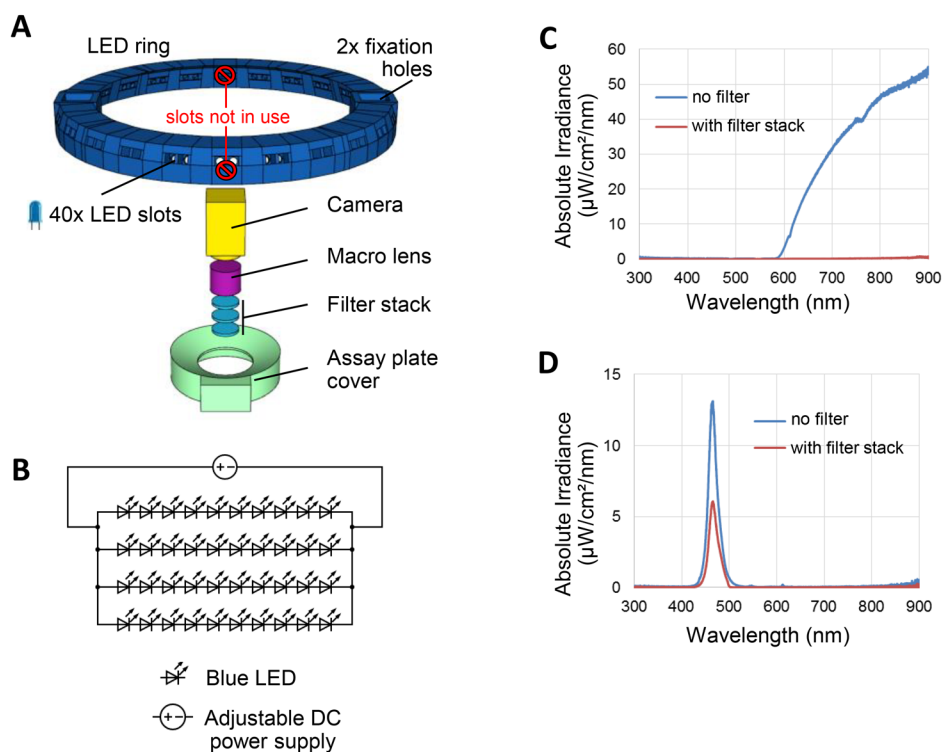 A
LED ring
2x fixation
holes
slots not in use
40x LED slots
Camera
Macro lens
Filter stack
Assay plate
cover
B
Blue LED
Adjustable DC
power supply
C
Absolute Irradiance
(µW/cm²/nm)
60
50
40
30
20
10
0
no filter
with filter stack
300 400 500 600 700 800 900
Wavelength (nm)
D
Absolute Irradiance
(µW/cm²/nm)
15
10
5
0
no filter
with filter stack
300 400 500 600 700 800 900
Wavelength (nm)